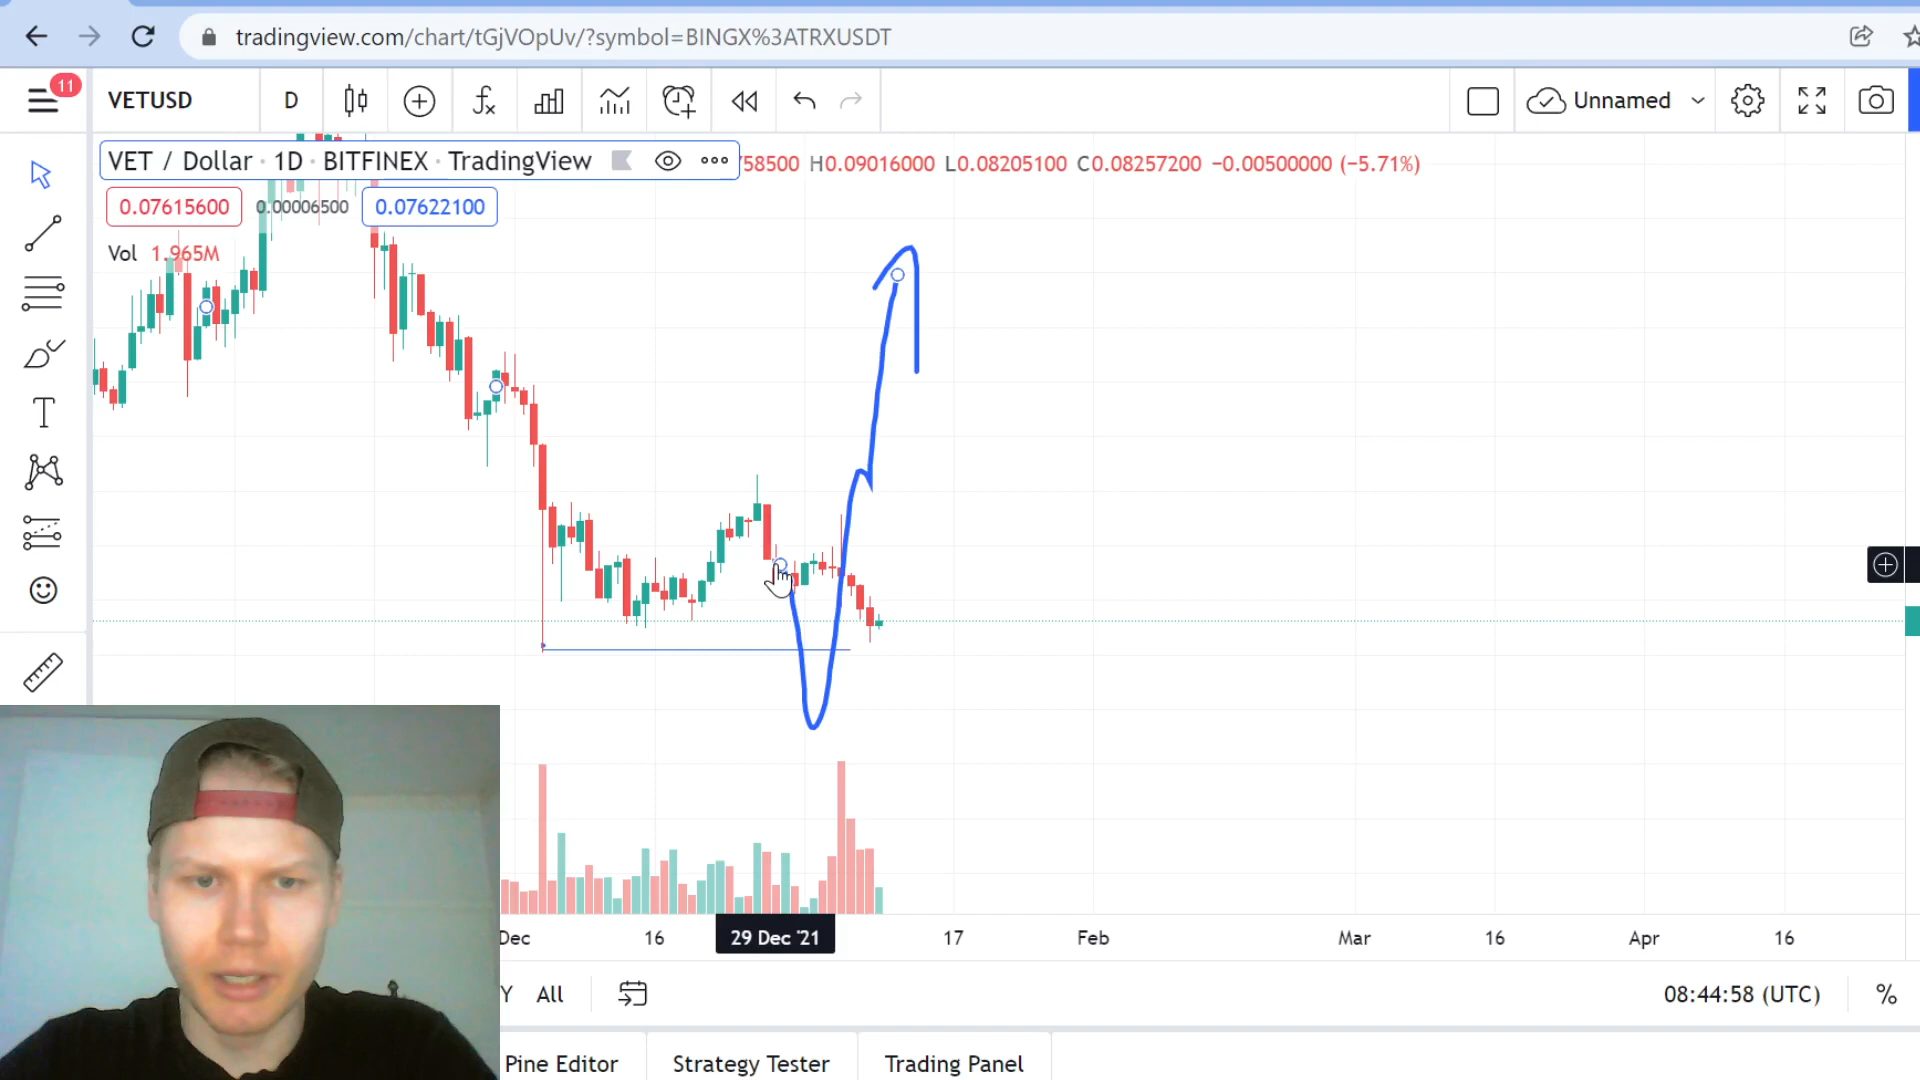 tradingview.com/chart/tGjVOpUv/?symbol=BINGX%3ATRXUSDT
11
VETUSD D Unnamed
VET / Dollar · 1D · BITFINEX · TradingView 758500 H0.09016000 L0.08205100 C0.08257200 −0.00500000 (−5.71%)
0.07615600 0.00006500 0.07622100
Vol 1.965M
Dec 16 29 Dec '21 17 Feb Mar 16 Apr 16
Y All 08:44:58 (UTC) %
Pine Editor Strategy Tester Trading Panel